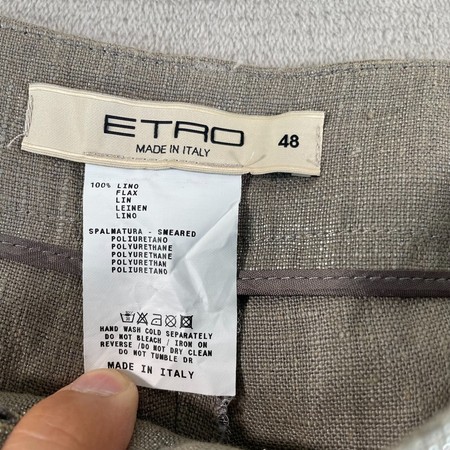 ETRO
MADE IN ITALY
48
100% LINO
FLAX
LIN
LEINEN
LINO
SPALMATURA - SMEARED
POLIURETANO
POLYURETHANE
POLYURETHANE
POLYURETHAN
POLIURETANO
HAND WASH COLD SEPARATELY
DO NOT BLEACH / IRON ON
REVERSE /DO NOT DRY CLEAN
DO NOT TUMBLE DR
MADE IN ITALY